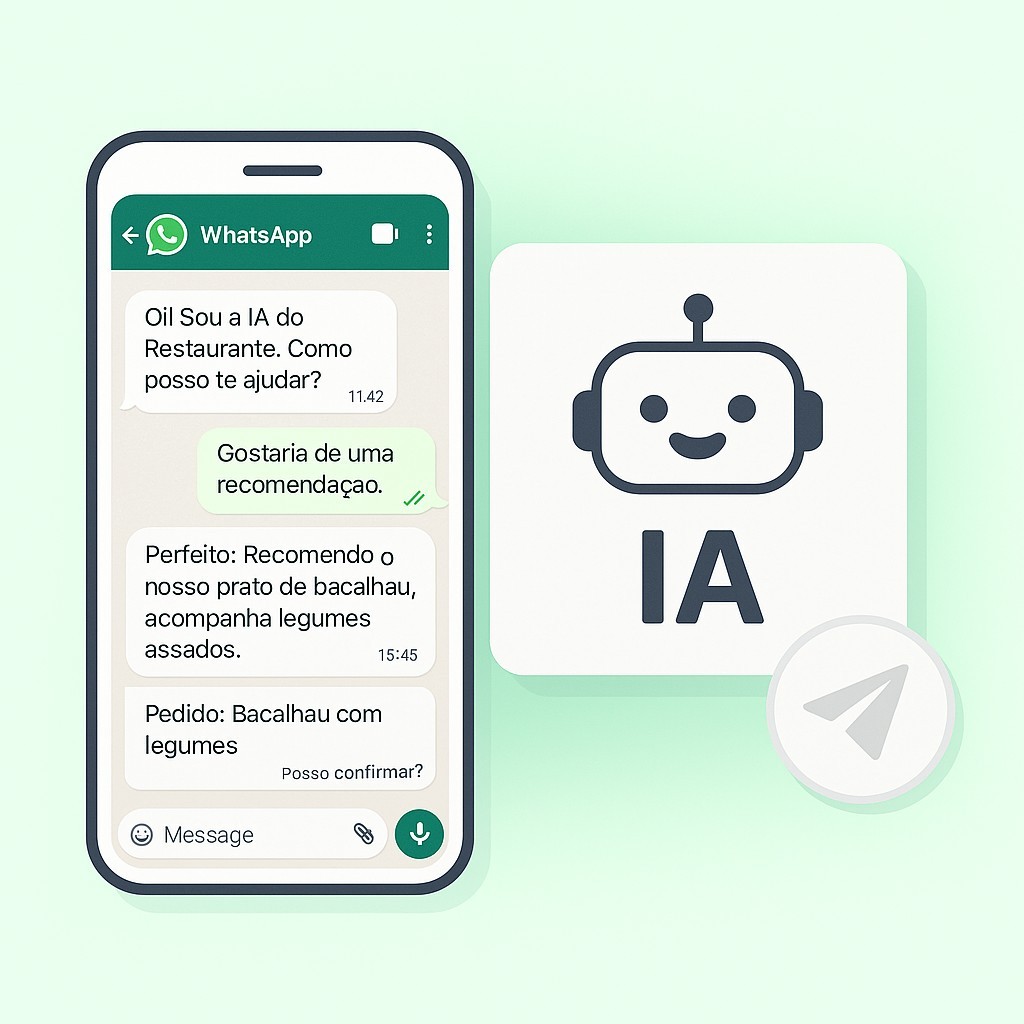 WhatsApp
Oil Sou a IA do
Restaurante. Como
posso te ajudar?
11.42
Gostaria de uma
recomendaçao.
Perfeito: Recomendo o
nosso prato de bacalhau,
acompanha legumes
assados.
15:45
Pedido: Bacalhau com
legumes
Posso confirmar?
Message
IA